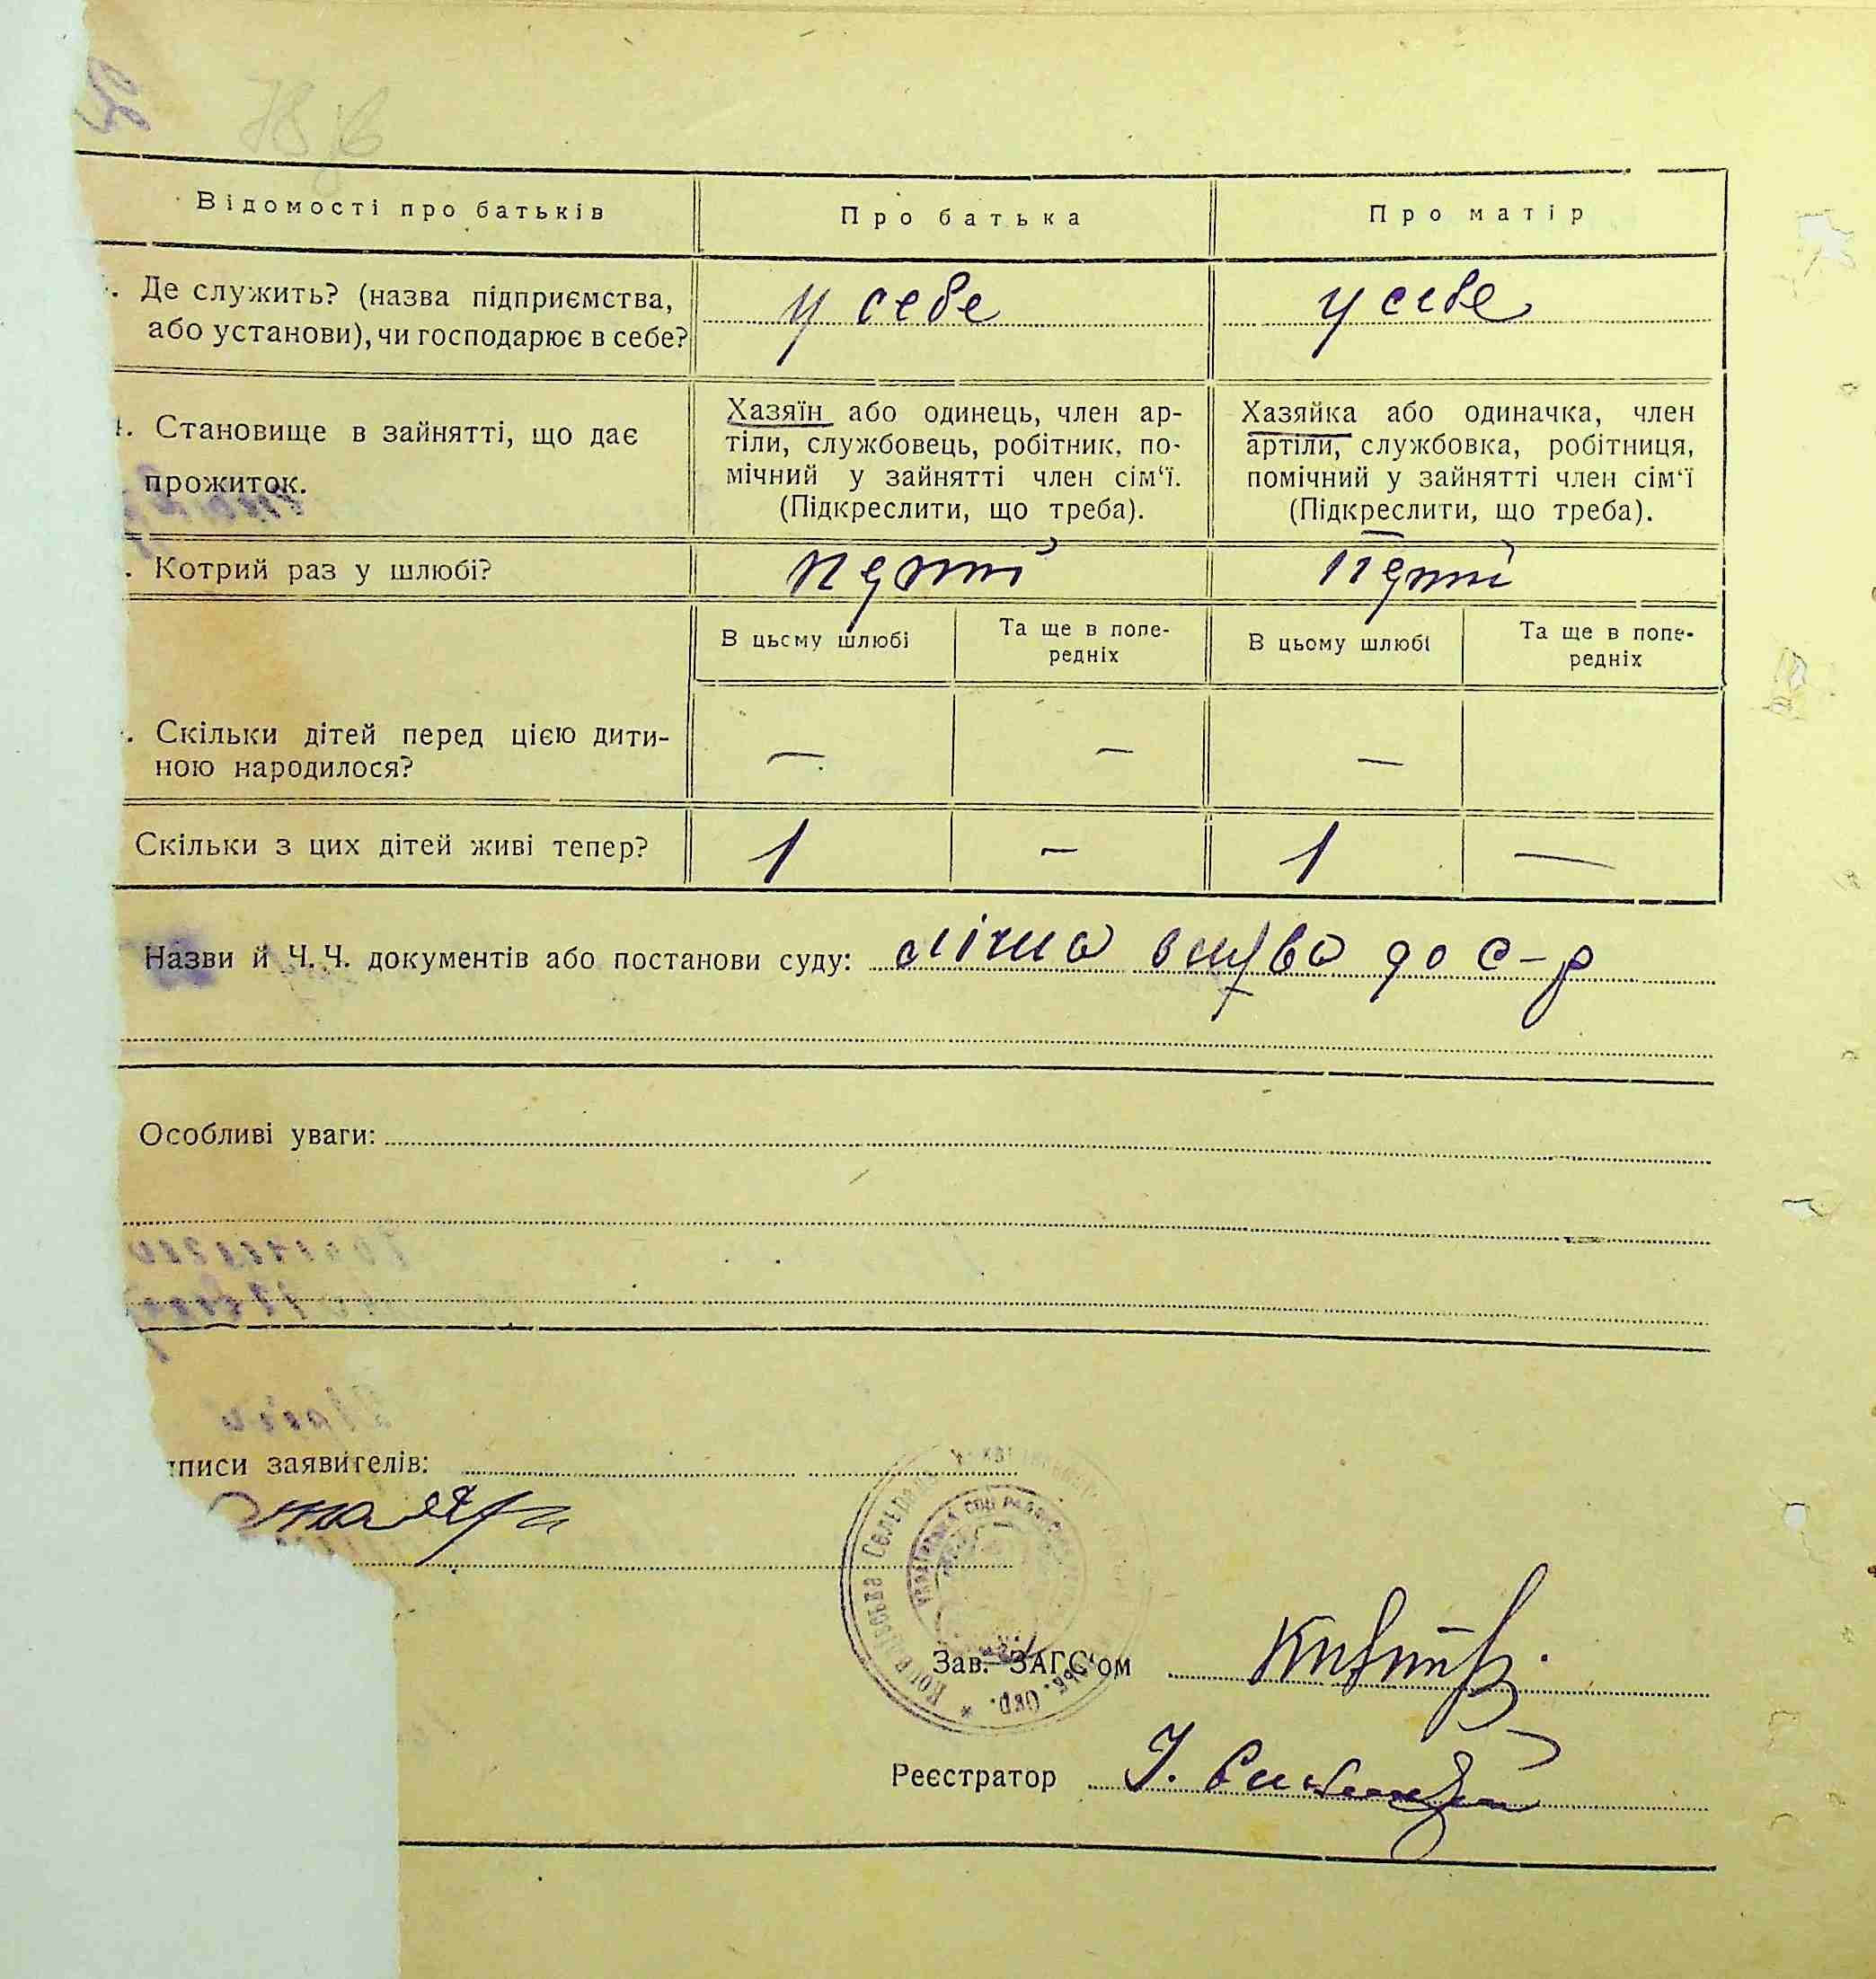 Відомості про батьків
Про батька
Про матір
Де служить? (назва підприємства,
або установи), чи господарює в себе?
у себе
у себе
Становище в зайнятті, що дає
прожиток.
Хазяїн або одинець, член ар-
тіли, службовець, робітник, по-
мічний у зайнятті член сім‘ї.
(Підкреслити, що треба).
Хазяйка або одиначка, член
артіли, службовка, робітниця,
помічний у зайнятті член сім‘ї
(Підкреслити, що треба).
Котрий раз у шлюбі?
В цьсму шлюбі
Та ще в попе-
редніх
В цьому шлюбі
Та ще в попе-
редніх
Скільки дітей перед цією дити-
ною народилося?
—
—
—
Скільки з цих дітей живі тепер?
1
—
1
—
Назви й Ч.Ч. документів або постанови суду: до с-р
Особливі уваги:
писи заявителів:
Зав. ЗАГС‘ом
Реєстратор І.